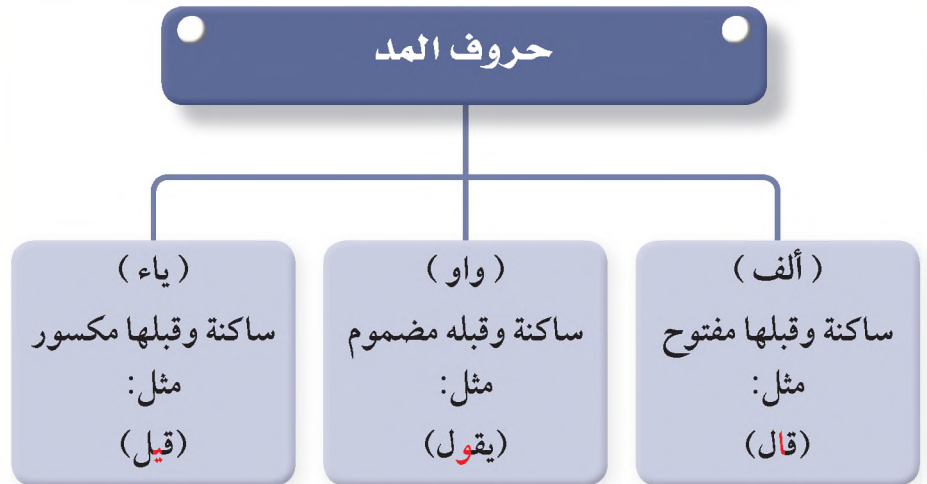 حروف المد
( ألف )
ساكنة وقبلها مفتوح
مثل:
(قال)
( واو )
ساكنة وقبله مضموم
مثل:
(يقول)
( ياء )
ساكنة وقبلها مكسور
مثل:
(قيل)